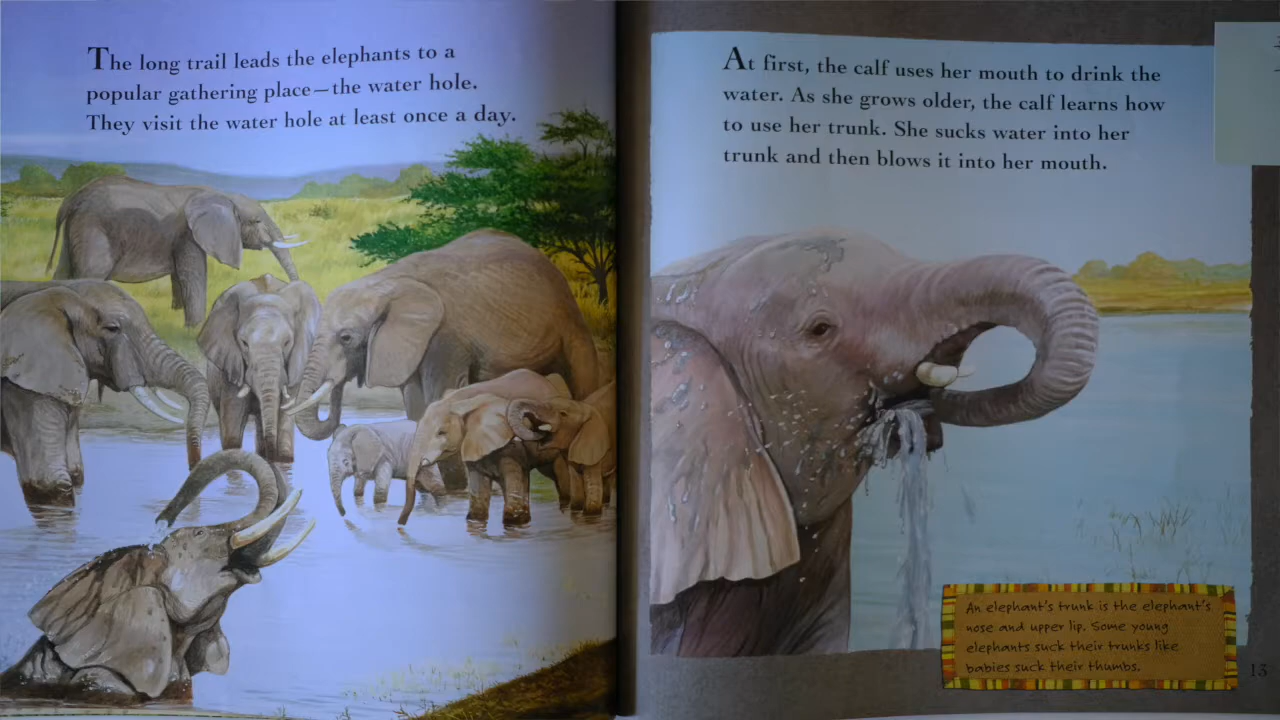 The long trail leads the elephants to a
popular gathering place—the water hole.
They visit the water hole at least once a day.
At first, the calf uses her mouth to drink the
water. As she grows older, the calf learns how
to use her trunk. She sucks water into her
trunk and then blows it into her mouth.
An elephant's trunk is the elephant's
nose and upper lip. Some young
elephants suck their trunks like
babies suck their thumbs.
13